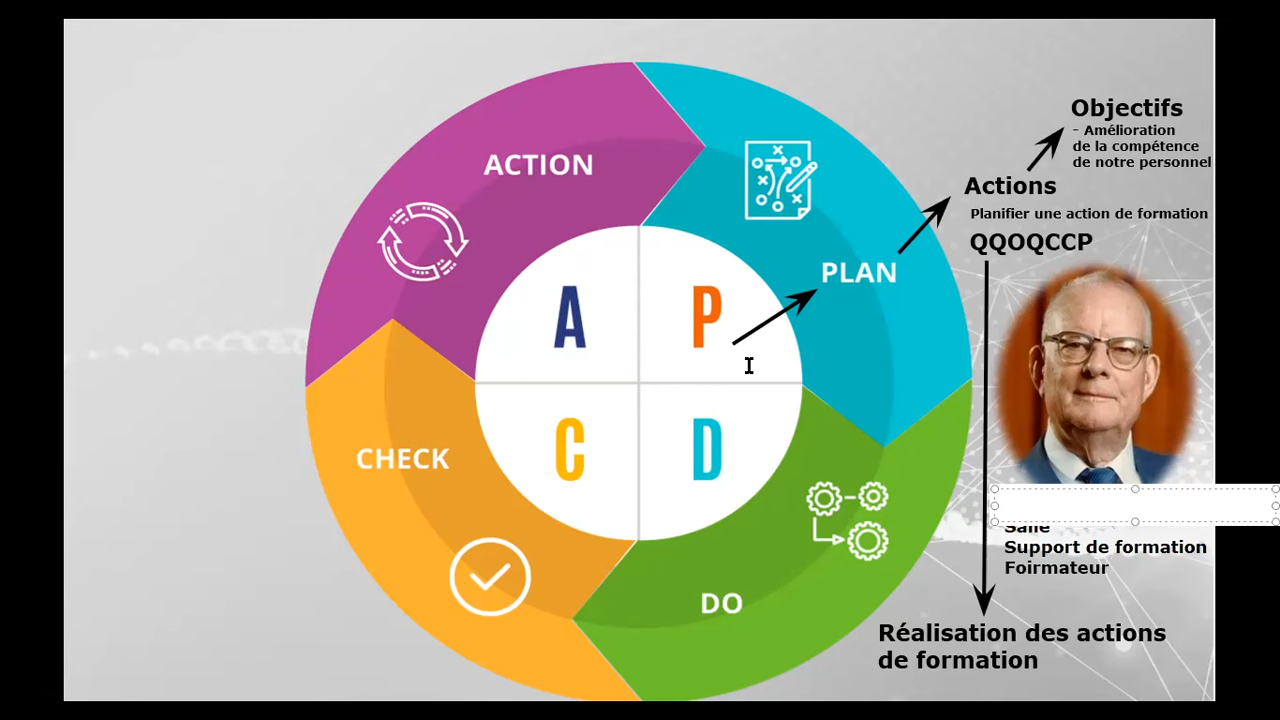 ACTION
PLAN
CHECK
DO
A
P
C
D
Objectifs
- Amélioration
de la compétence
de notre personnel
Actions
Planifier une action de formation
QQOQCCP
Salle
Support de formation
Foirmateur
Réalisation des actions
de formation